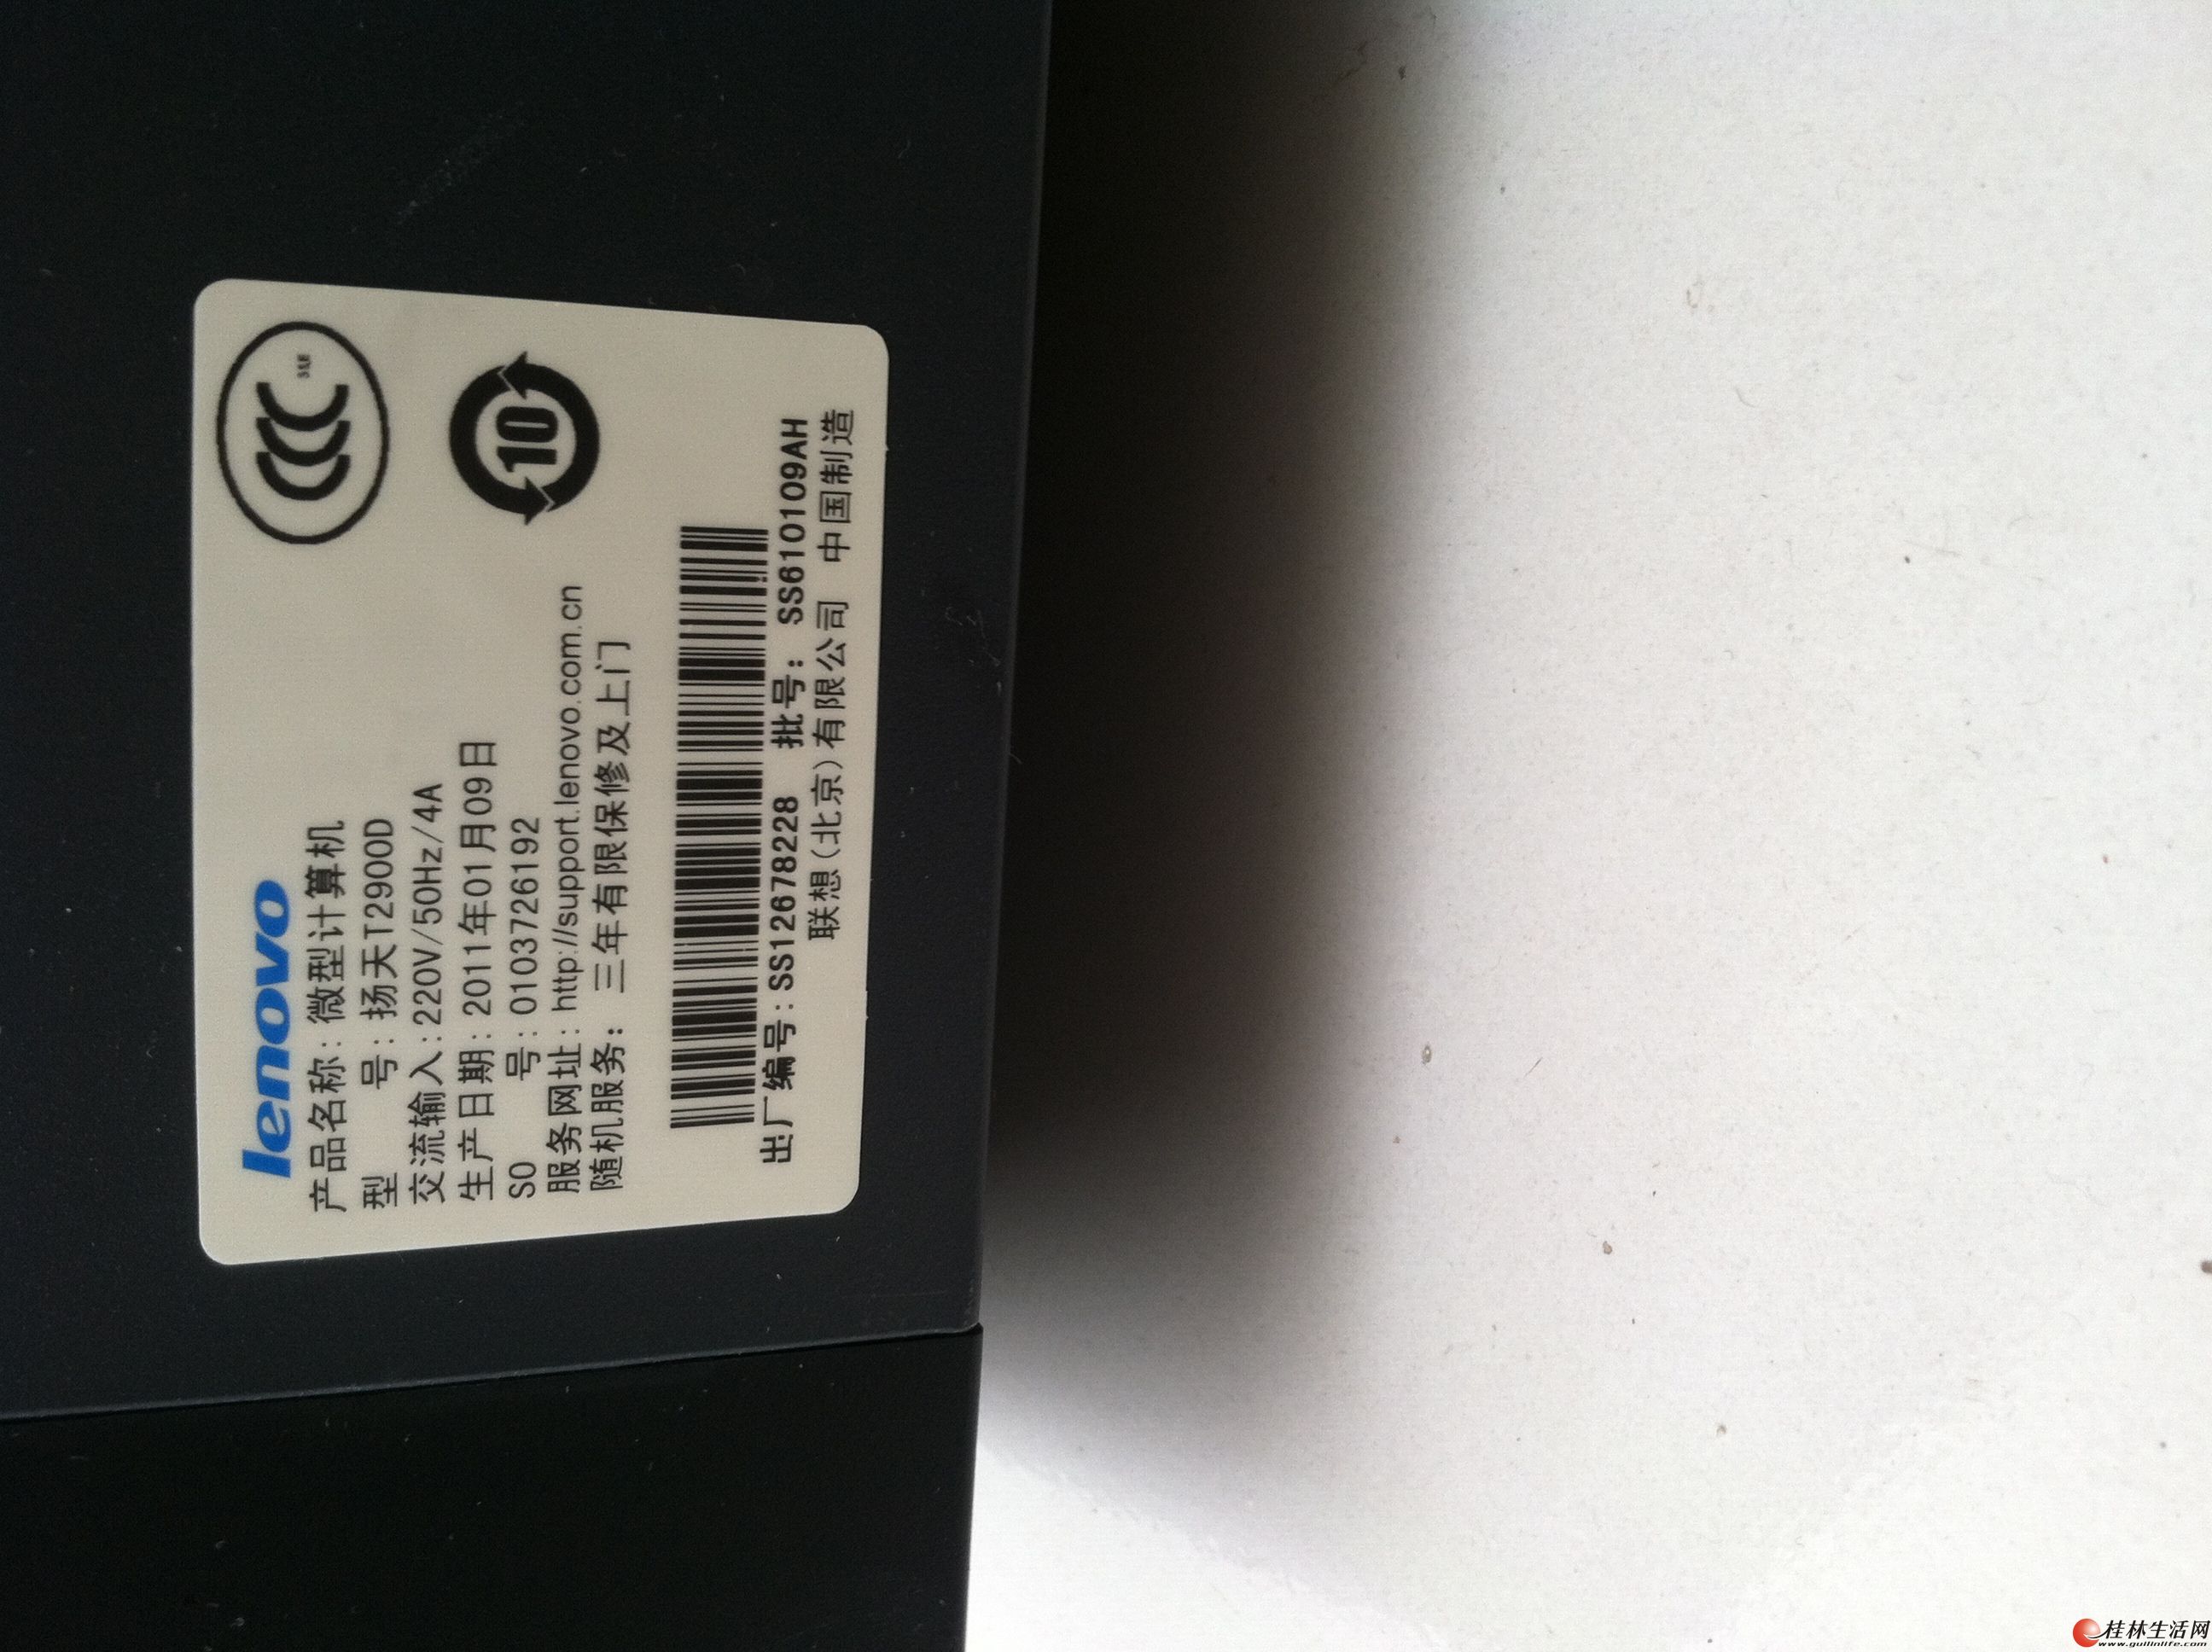 lenovo
产品名称:微型计算机
型 号:扬天T2900D
交流输入:220V/50Hz/4A
生产日期:2011年01月09日
SO 号:0103726192
服务网址:http://support.lenovo.com.cn
随机服务:三年有限保修及上门
CCC
10
出厂编号:SS12678228 批号:SS610109AH
联想(北京)有限公司 中国制造
桂林生活网
www.guilinlife.com